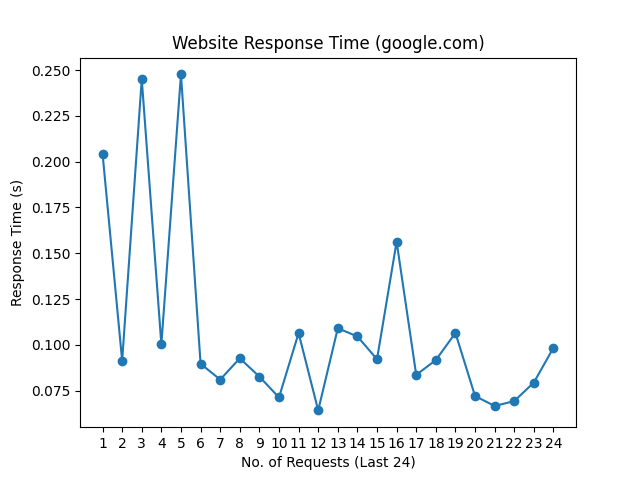 Website Response Time (google.com)
0.250
0.225
0.200
0.175
0.150
0.125
0.100
0.075
Response Time (s)
1 2 3 4 5 6 7 8 9 10 11 12 13 14 15 16 17 18 19 20 21 22 23 24
No. of Requests (Last 24)